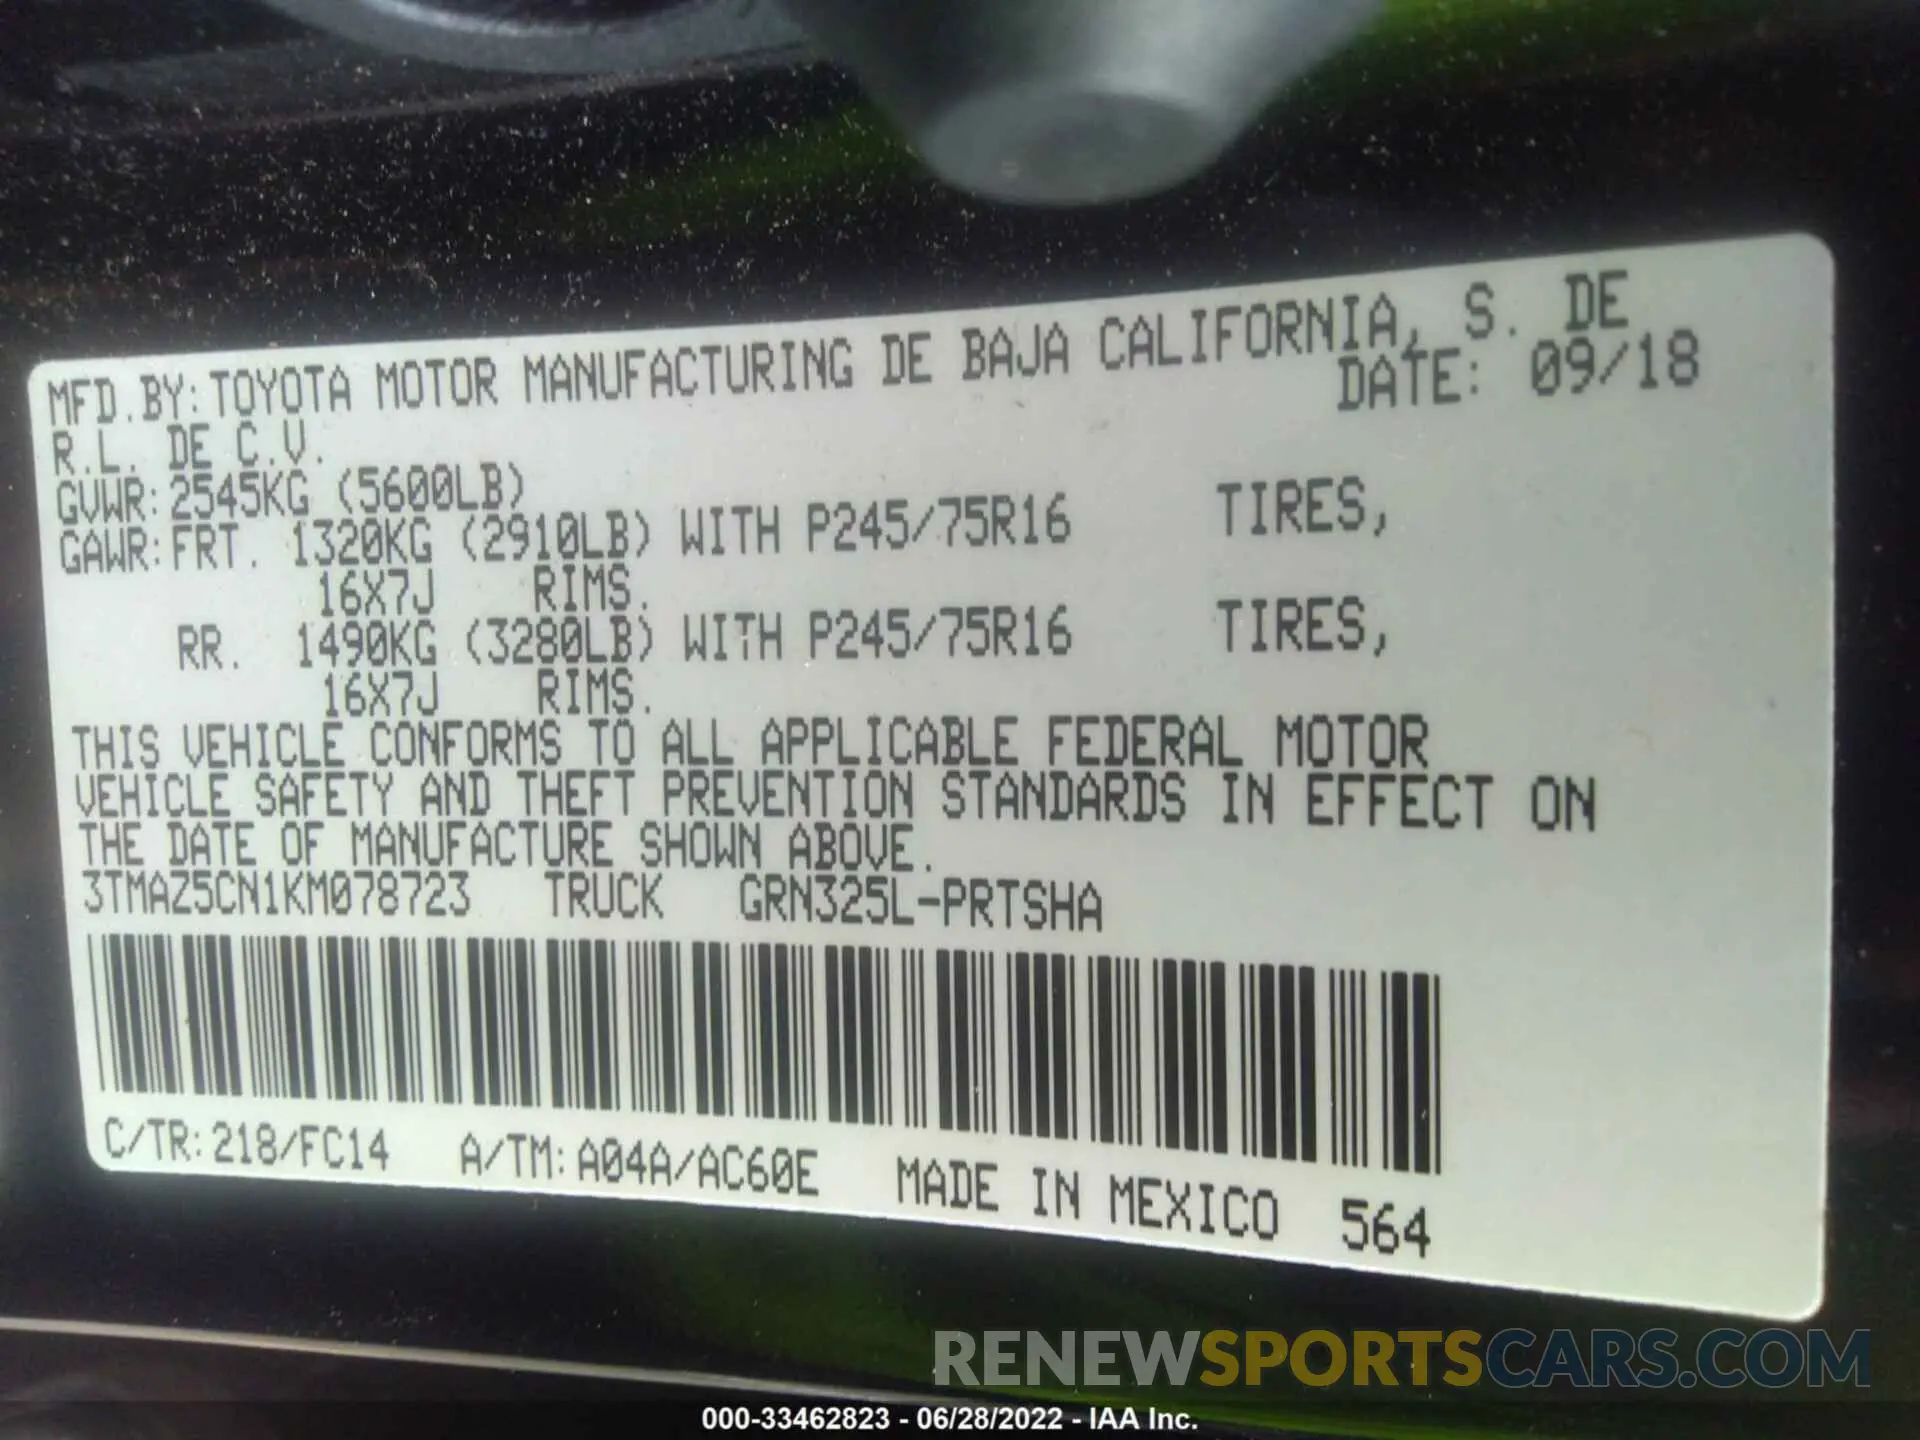 MFD.BY:TOYOTA MOTOR MANUFACTURING DE BAJA CALIFORNIA, S. DE
R.L. DE C.V. DATE: 09/18
GVWR:2545KG (5600LB)
GAWR:FRT. 1320KG (2910LB) WITH P245/75R16 TIRES,
16X7J RIMS.
RR. 1490KG (3280LB) WITH P245/75R16 TIRES,
16X7J RIMS.
THIS VEHICLE CONFORMS TO ALL APPLICABLE FEDERAL MOTOR
VEHICLE SAFETY AND THEFT PREVENTION STANDARDS IN EFFECT ON
THE DATE OF MANUFACTURE SHOWN ABOVE.
3TMAZ5CN1KM078723 TRUCK GRN325L-PRTSHA
C/TR:218/FC14 A/TM:A04A/AC60E MADE IN MEXICO 564
RENEWSPORTSCARS.COM
000-33462823 - 06/28/2022 - IAA Inc.